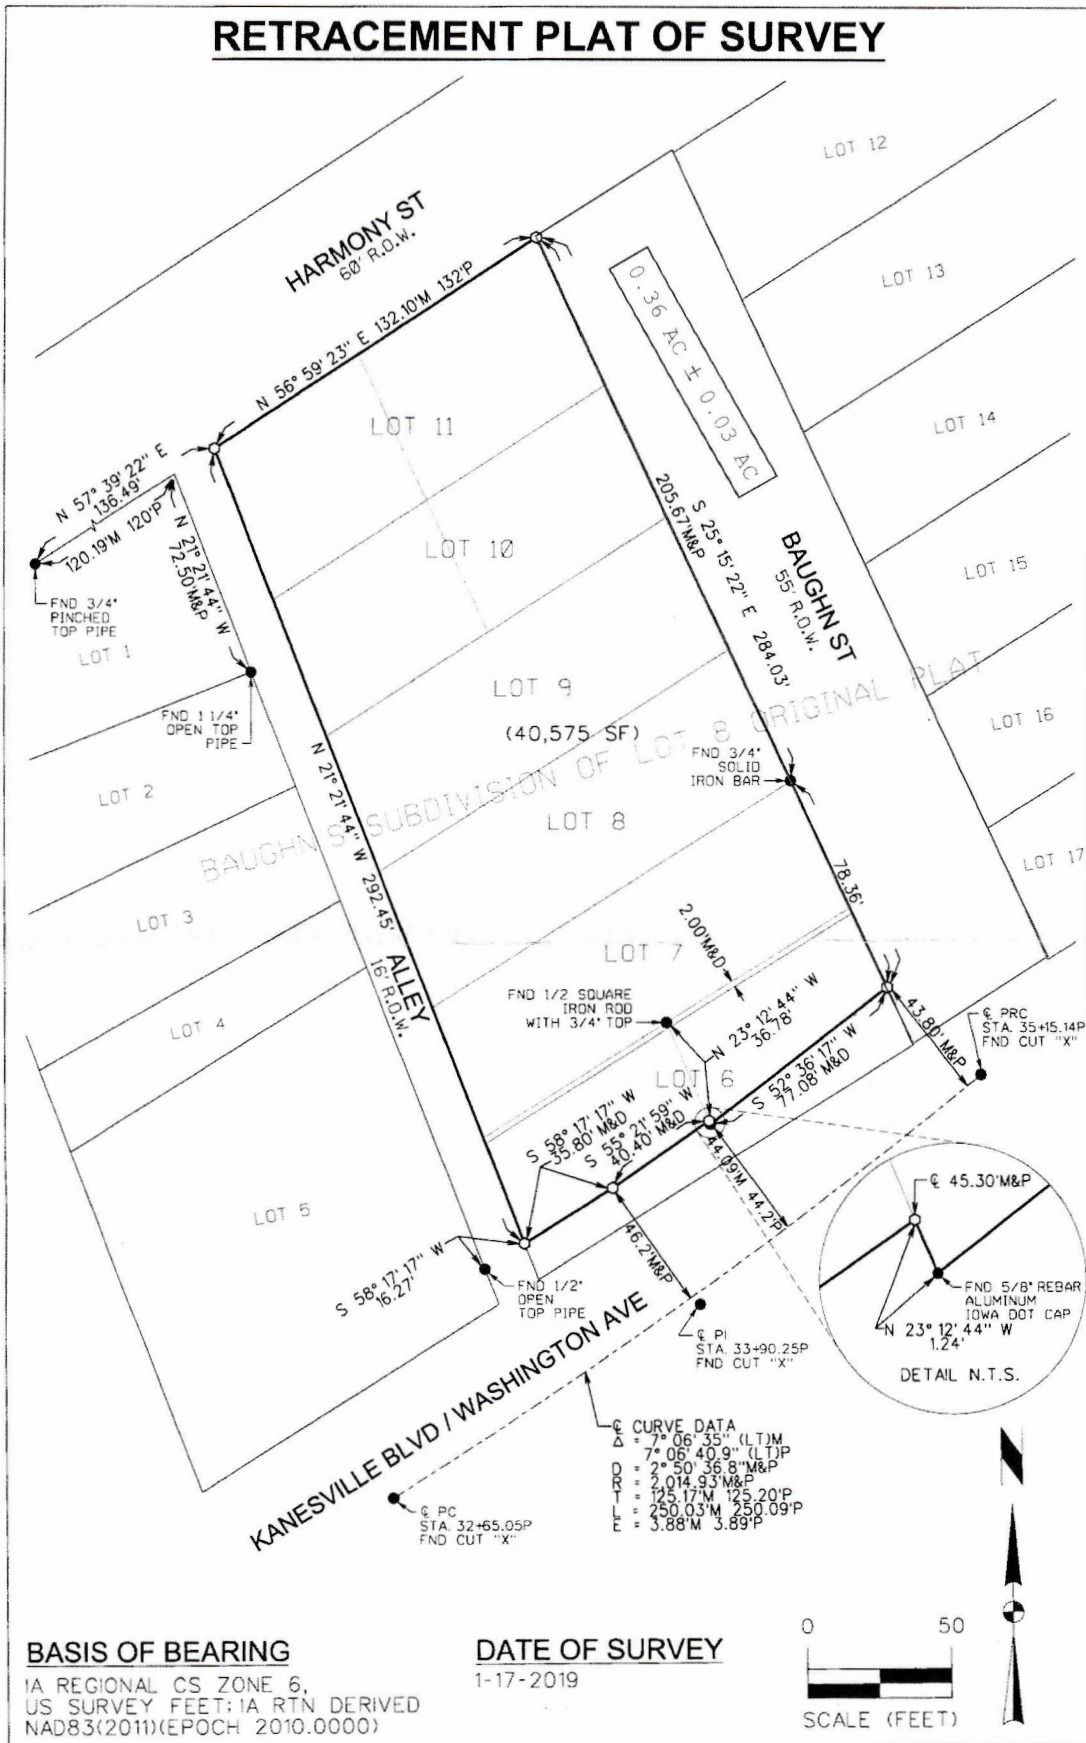 RETRACEMENT PLAT OF SURVEY
LOT 12
HARMONY ST
60' R.O.W.
LOT 13
0.36 AC ± 0.03 AC
N 56° 59' 23" E 132.10'M 132'P
LOT 11
LOT 14
N 57° 39' 22" E
136.49'
120.19'M 120'P
N 21° 21' 44" W
72.50'M&P
205.67'M&P
S 25° 15' 22" E 284.03'
BAUGHN ST
55' R.O.W.
LOT 10
LOT 15
FND 3/4"
PINCHED
TOP PIPE
LOT 1
LOT 9
(40,575 SF)
FND 1 1/4"
OPEN TOP
PIPE
LOT 16
FND 3/4"
SOLID
IRON BAR
LOT 2
BAUGHN'S SUBDIVISION OF LOT 8 ORIGINAL PLAT
LOT 8
N 21° 21' 44" W 292.45'
LOT 17
78.36'
LOT 3
2.00'M&D
LOT 7
ALLEY
16' R.O.W.
FND 1/2 SQUARE
IRON ROD
WITH 3/4" TOP
N 23° 12' 44" W
36.78'
43.80' M&P
℄ PRC
STA. 35+15.14P
FND CUT "X"
LOT 4
LOT 6
S 52° 36' 17" W
77.08' M&D
S 58° 17' 17" W
35.80' M&D
S 55° 21' 59" W
40.40' M&D
44.09'M 44.2'P
℄ 45.30'M&P
LOT 5
46.2'M&P
S 58° 17' 17" W
16.27'
FND 1/2"
OPEN
TOP PIPE
FND 5/8" REBAR
ALUMINUM
IOWA DOT CAP
N 23° 12' 44" W
1.24'
DETAIL N.T.S.
℄ PI
STA. 33+90.25P
FND CUT "X"
KANESVILLE BLVD / WASHINGTON AVE
℄ CURVE DATA
Δ = 7° 06' 35" (LT)M
7° 06' 40.9" (LT)P
D = 2° 50' 36.8"M&P
R = 2,014.93'M&P
T = 125.17'M 125.20'P
L = 250.03'M 250.09'P
E = 3.88'M 3.89'P
℄ PC
STA. 32+65.05P
FND CUT "X"
N
BASIS OF BEARING
IA REGIONAL CS ZONE 6,
US SURVEY FEET; IA RTN DERIVED
NAD83(2011)(EPOCH 2010.0000)
DATE OF SURVEY
1-17-2019
0 50
SCALE (FEET)